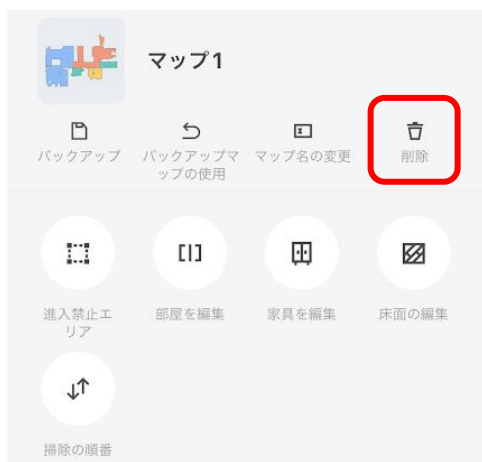 マップ1
バックアップ
バックアップマ
ップの使用
マップ名の変更
削除
進入禁止エ
リア
部屋を編集
家具を編集
床面の編集
掃除の順番